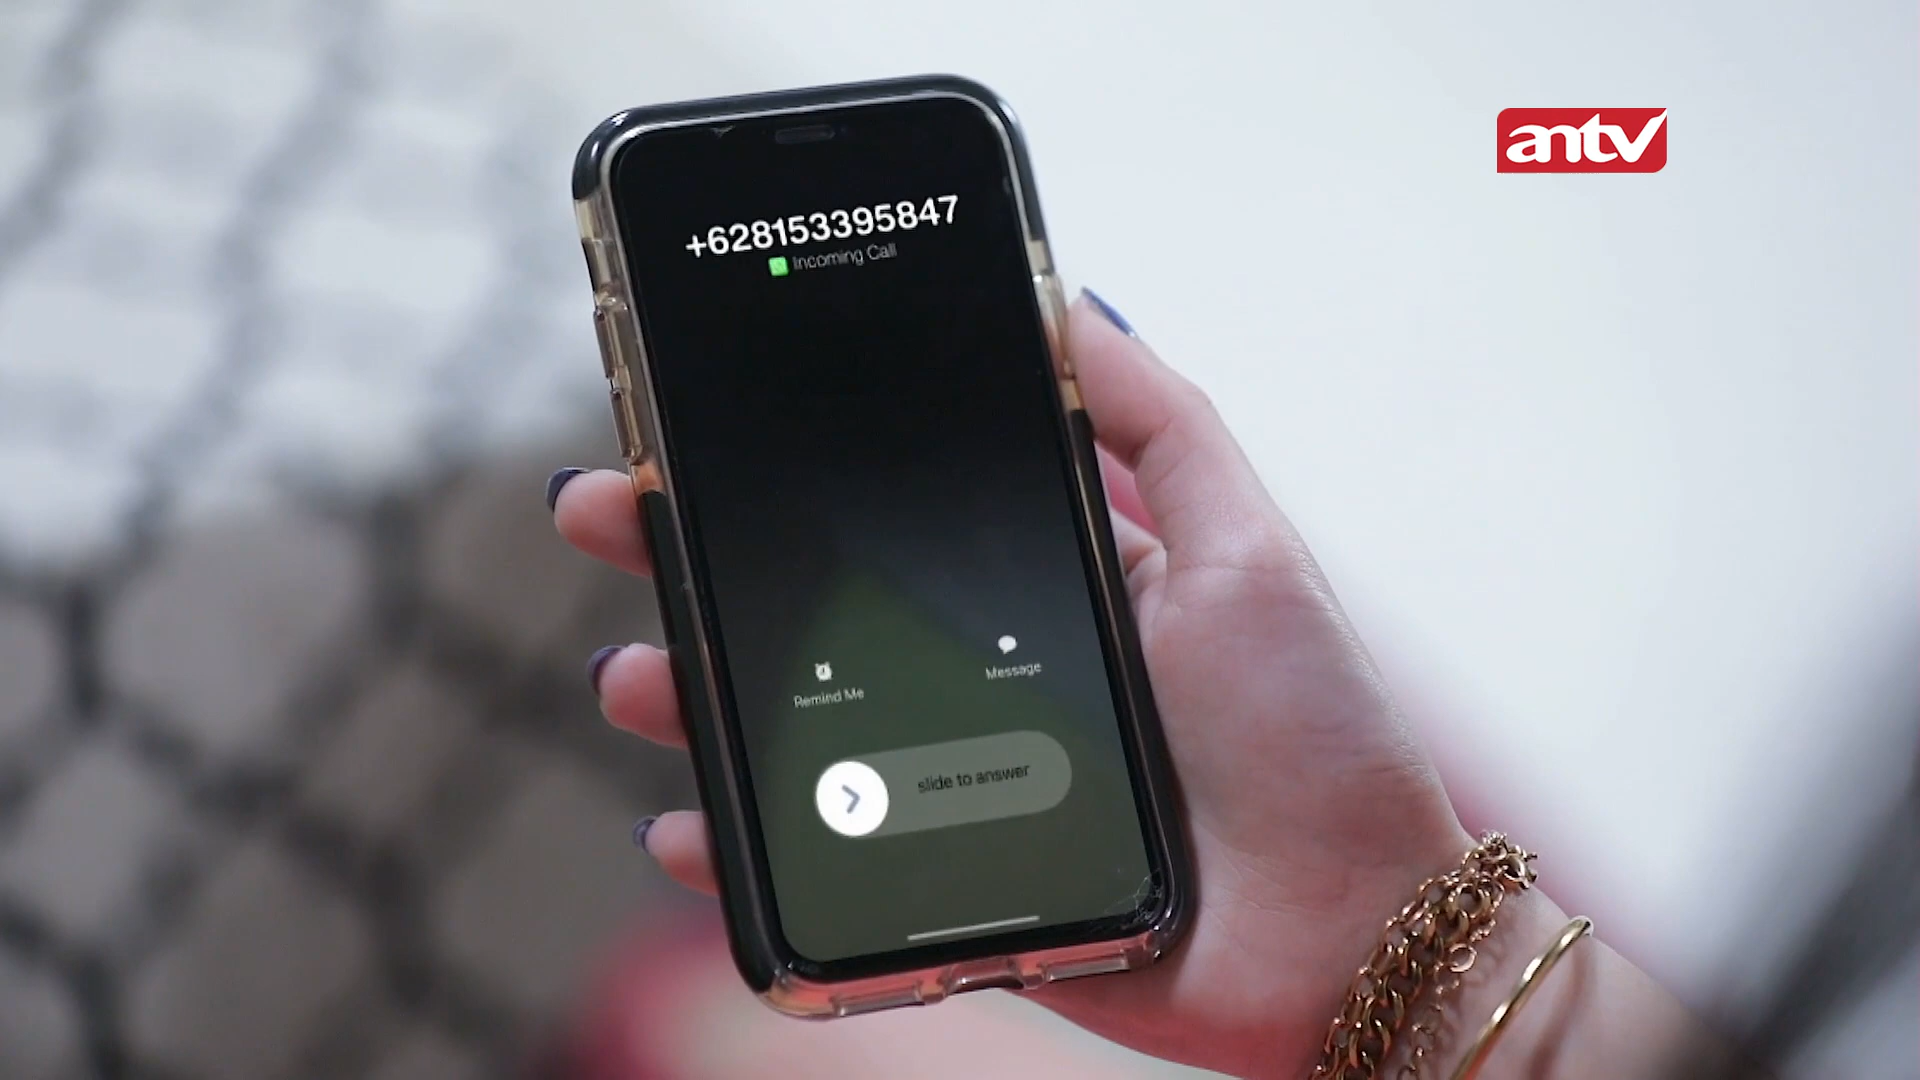 antv
+628153395847
Incoming Call
Remind Me
Message
slide to answer